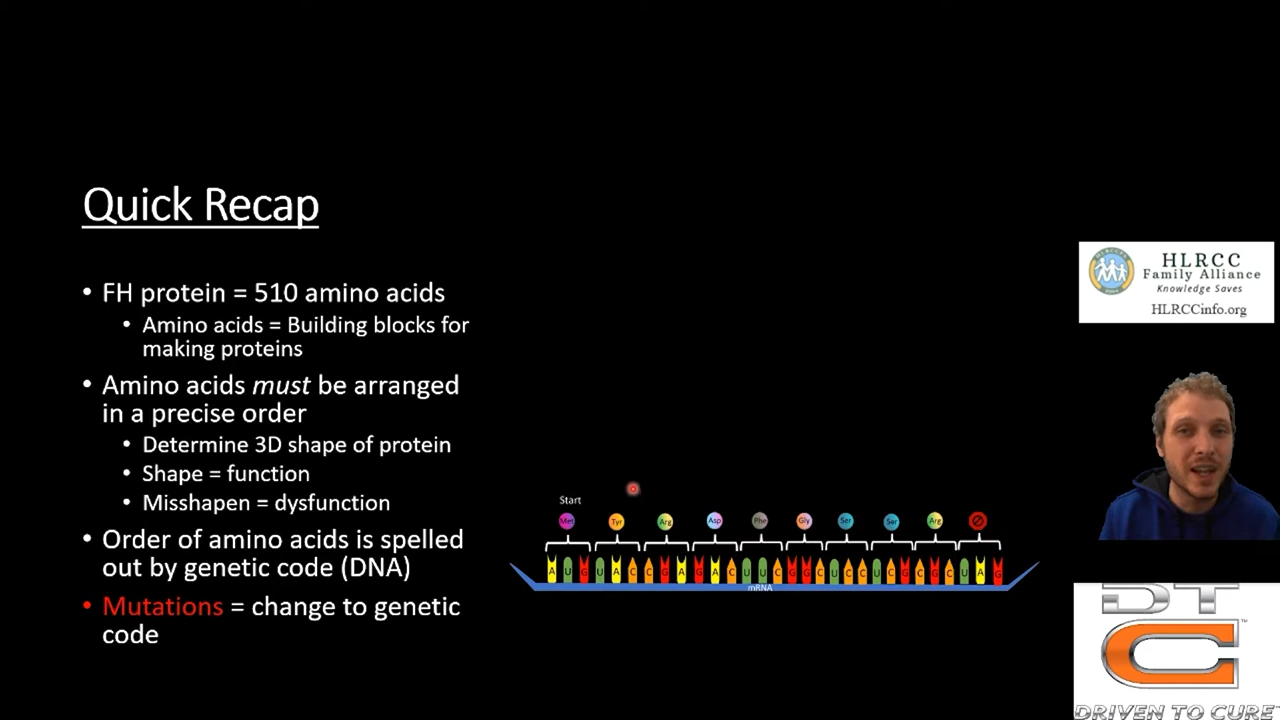 Quick Recap
• FH protein = 510 amino acids
• Amino acids = Building blocks for
making proteins
• Amino acids must be arranged
in a precise order
• Determine 3D shape of protein
• Shape = function
• Misshapen = dysfunction
• Order of amino acids is spelled
out by genetic code (DNA)
• Mutations = change to genetic
code
Start
Met Tyr Arg Asp Phe Gly Ser Ser Arg
A U G U A C C G A G A C U U C G G C U C C U C G C G C U A G
mRNA
HLRCC
Family Alliance
Knowledge Saves
HLRCCinfo.org
DT
C
™
DRIVEN TO CURE